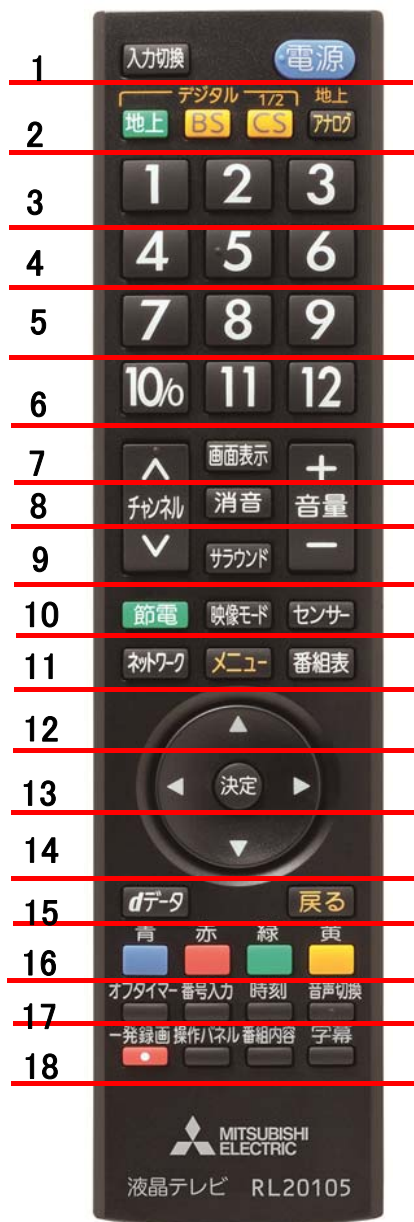 1 入力切換 電源
デジタル 1/2 地上
2 地上 BS CS アナログ
3 1 2 3
4 4 5 6
5 7 8 9
6 10/0 11 12
7 画面表示 +
8 チャンネル 消音 音量
9 サラウンド −
10 節電 映像モード センサー
11 ネットワーク メニュー 番組表
12
13 決定
14
15 dデータ 戻る
青 赤 緑 黄
16
オフタイマー 番号入力 時刻 音声切換
17
一発録画 操作パネル 番組内容 字幕
18
MITSUBISHI
ELECTRIC
液晶テレビ RL20105